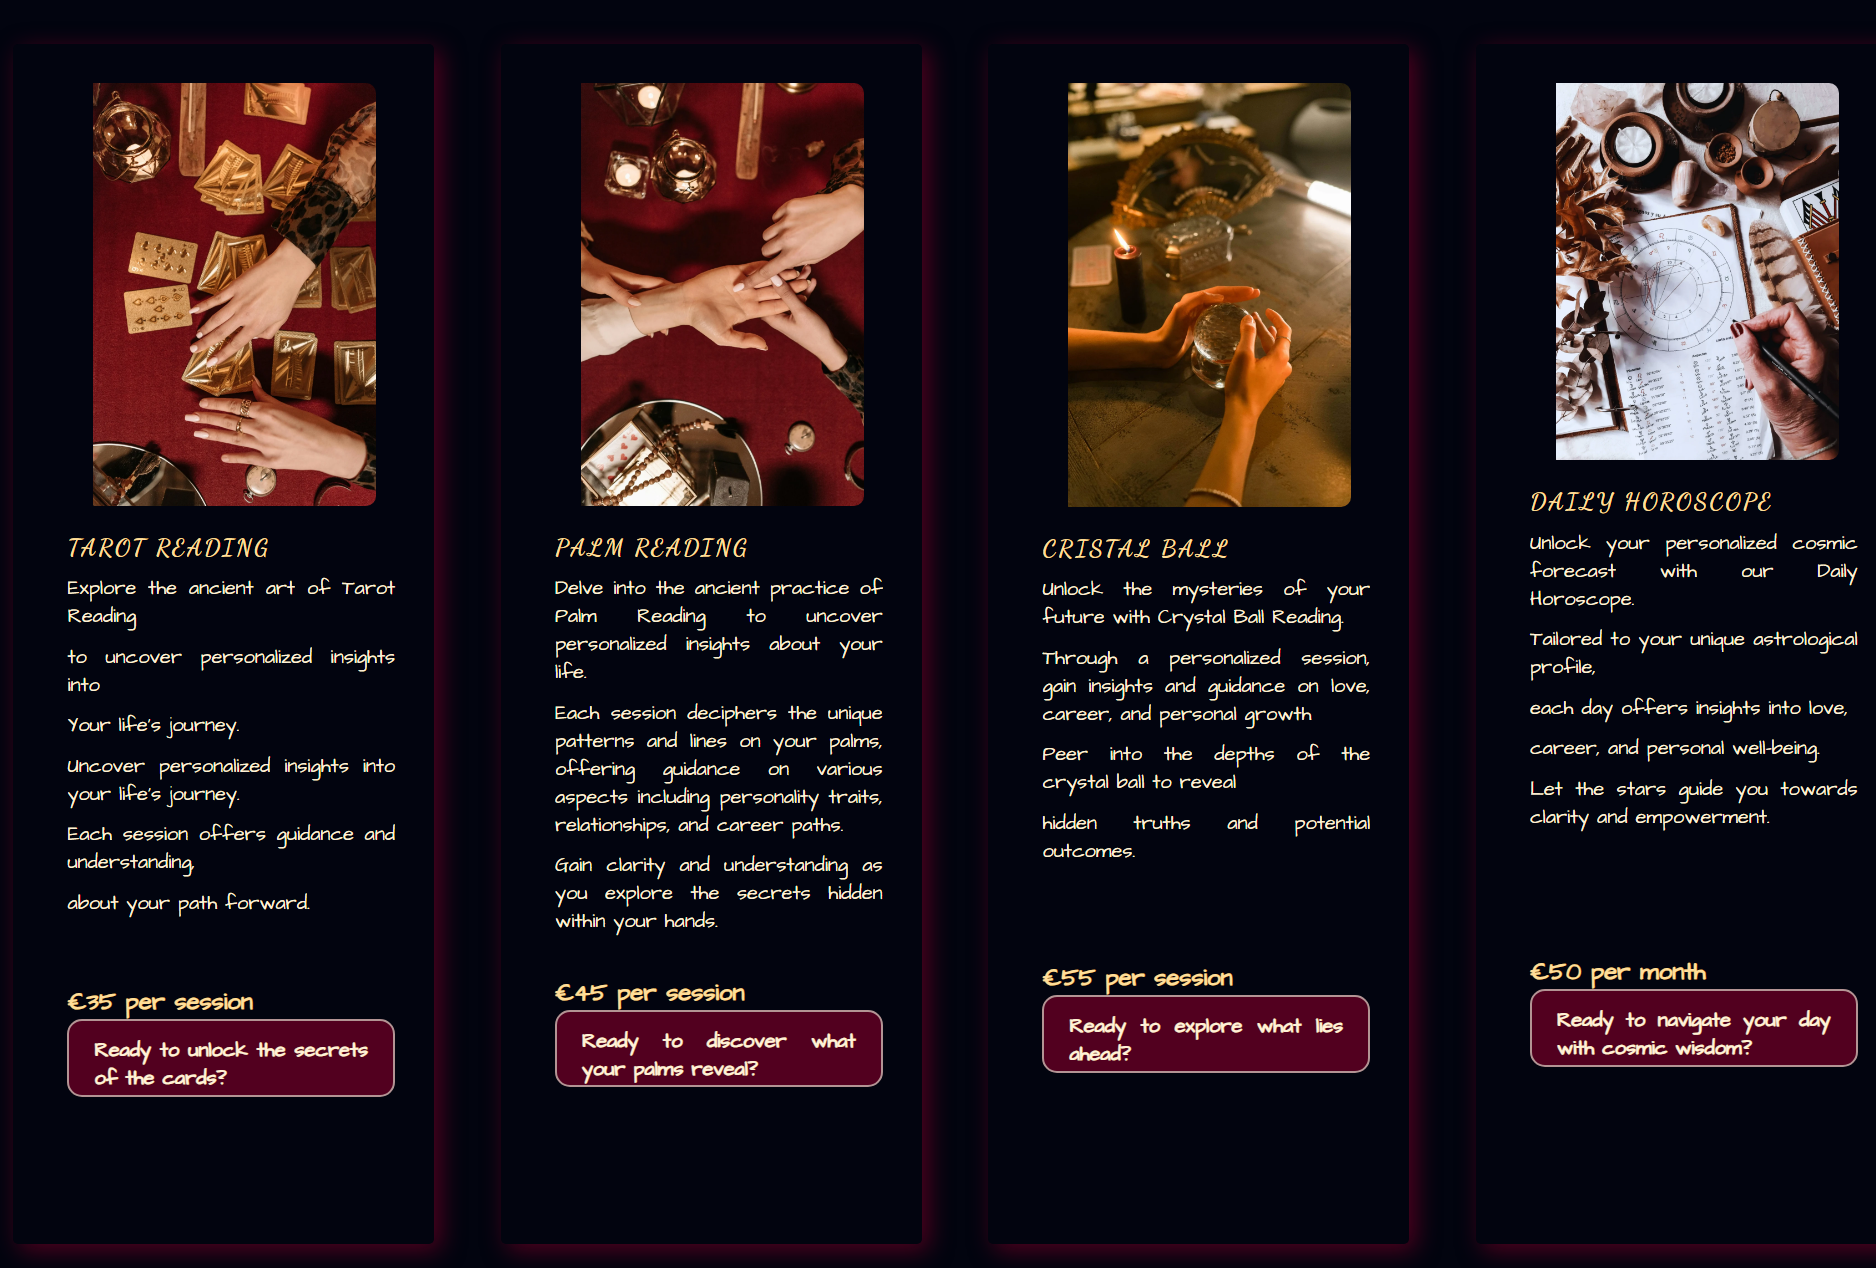 TAROT READING
Explore the ancient art of Tarot
Reading
to uncover personalized insights
into
Your life's journey.
Uncover personalized insights into
your life's journey.
Each session offers guidance and
understanding,
about your path forward.
€35 per session
Ready to unlock the secrets
of the cards?
PALM READING
Delve into the ancient practice of
Palm Reading to uncover
personalized insights about your
life.
Each session deciphers the unique
patterns and lines on your palms,
offering guidance on various
aspects including personality traits,
relationships, and career paths.
Gain clarity and understanding as
you explore the secrets hidden
within your hands.
€45 per session
Ready to discover what
your palms reveal?
CRISTAL BALL
Unlock the mysteries of your
future with Crystal Ball Reading.
Through a personalized session,
gain insights and guidance on love,
career, and personal growth
Peer into the depths of the
crystal ball to reveal
hidden truths and potential
outcomes.
€55 per session
Ready to explore what lies
ahead?
DAILY HOROSCOPE
Unlock your personalized cosmic
forecast with our Daily
Horoscope.
Tailored to your unique astrological
profile,
each day offers insights into love,
career, and personal well-being.
Let the stars guide you towards
clarity and empowerment.
€50 per month
Ready to navigate your day
with cosmic wisdom?